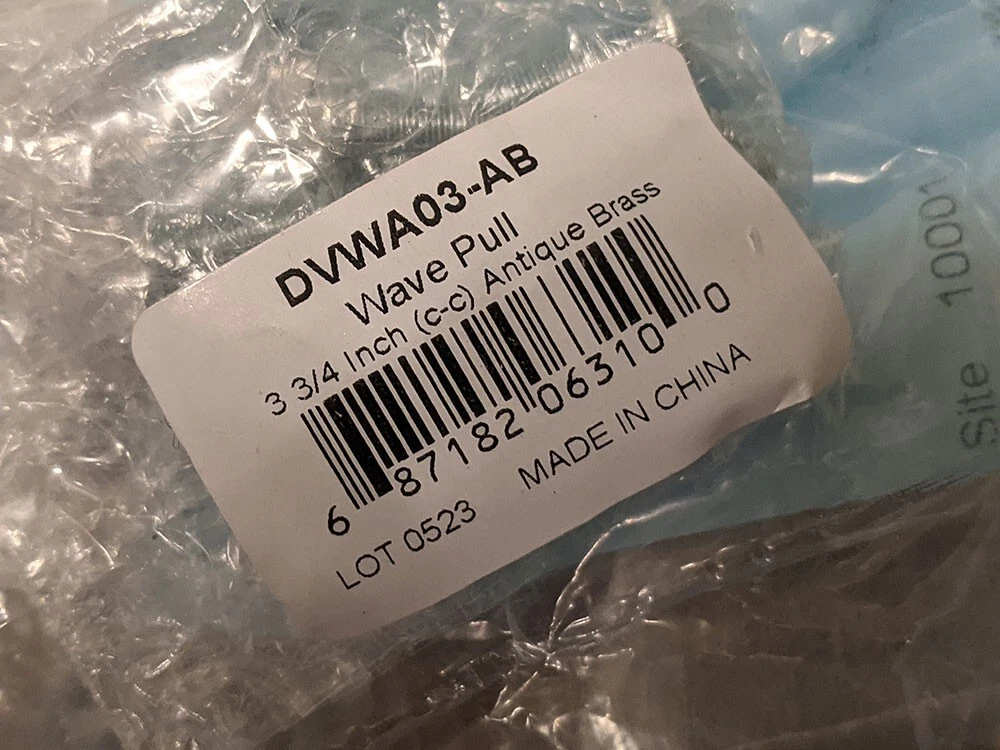 DVWA03-AB
Wave Pull
3 3/4 Inch (c-c) Antique Brass
6 87182 06310 0
LOT 0523 MADE IN CHINA
Site 10001